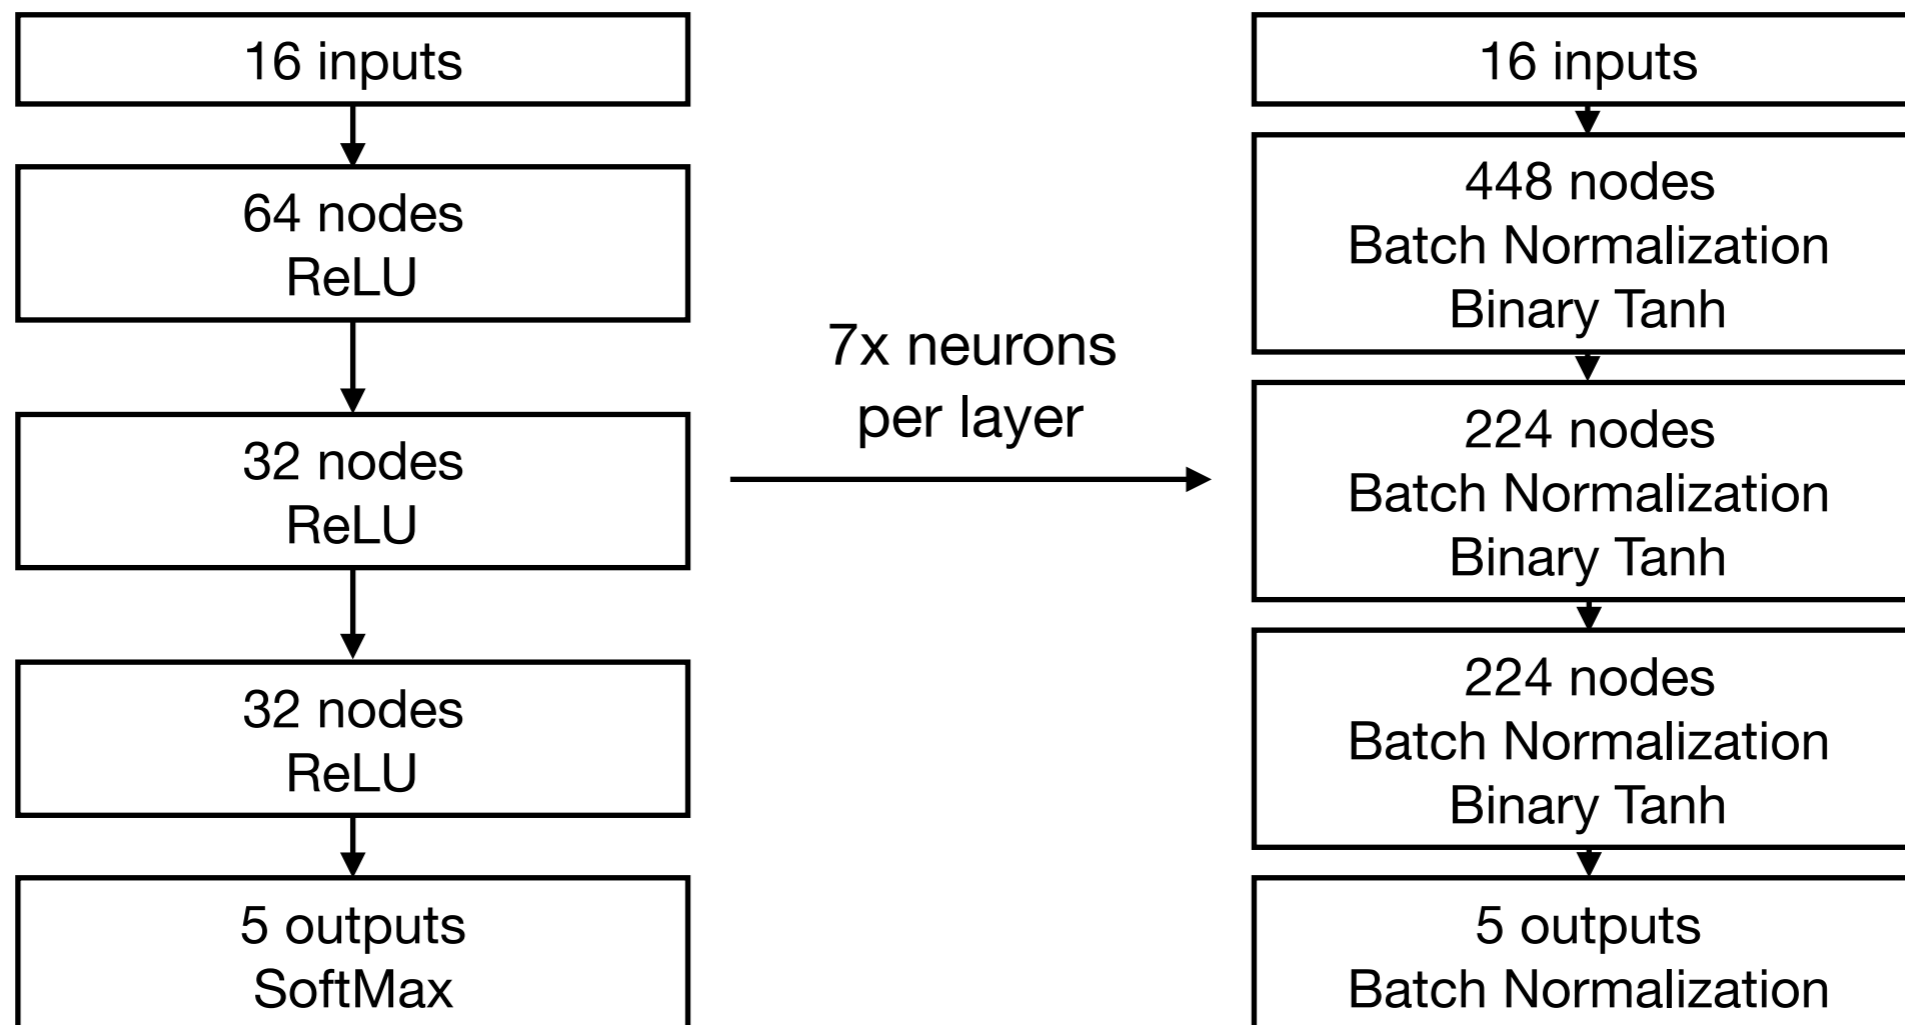 16 inputs
64 nodes
ReLU
32 nodes
ReLU
32 nodes
ReLU
5 outputs
SoftMax
7x neurons
per layer
16 inputs
448 nodes
Batch Normalization
Binary Tanh
224 nodes
Batch Normalization
Binary Tanh
224 nodes
Batch Normalization
Binary Tanh
5 outputs
Batch Normalization